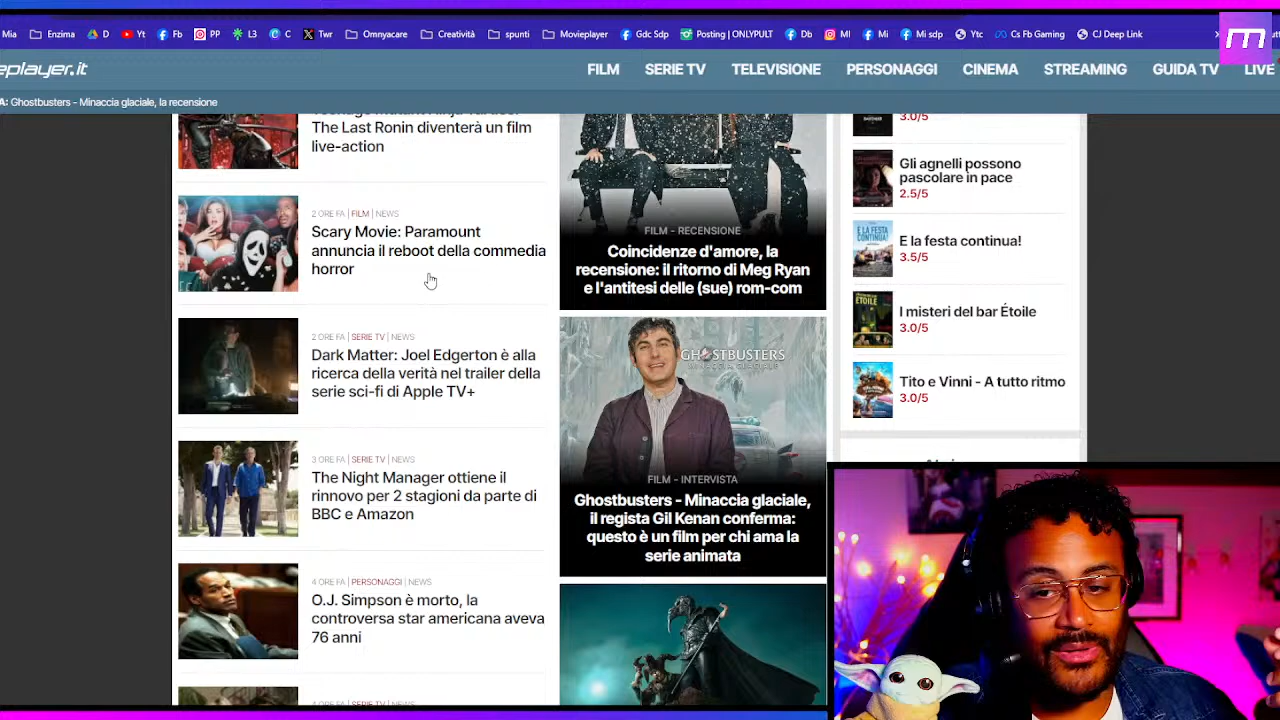 Mia Enzima D Yt Fb PP L3 C Twr Omnycare Creatività spunti Movieplayer Gdc Sdp Posting | ONLYPULT Db MI Mi Mi sdp Ytc Cs Fb Gaming CJ Deep Link
eplayer.it FILM SERIE TV TELEVISIONE PERSONAGGI CINEMA STREAMING GUIDA TV LIVE
A: Ghostbusters - Minaccia glaciale, la recensione
The Last Ronin diventerà un film
live-action
2 ORE FA | FILM | NEWS
Scary Movie: Paramount
annuncia il reboot della commedia
horror
2 ORE FA | SERIE TV | NEWS
Dark Matter: Joel Edgerton è alla
ricerca della verità nel trailer della
serie sci-fi di Apple TV+
3 ORE FA | SERIE TV | NEWS
The Night Manager ottiene il
rinnovo per 2 stagioni da parte di
BBC e Amazon
4 ORE FA | PERSONAGGI | NEWS
O.J. Simpson è morto, la
controversa star americana aveva
76 anni
FILM - RECENSIONE
Coincidenze d'amore, la
recensione: il ritorno di Meg Ryan
e l'antitesi delle (sue) rom-com
GHOSTBUSTERS
MINACCIA GLACIALE
FILM - INTERVISTA
Ghostbusters - Minaccia glaciale,
il regista Gil Kenan conferma:
questo è un film per chi ama la
serie animata
3.0/5
Gli agnelli possono
pascolare in pace
2.5/5
E la festa continua!
3.5/5
I misteri del bar Étoile
3.0/5
Tito e Vinni - A tutto ritmo
3.0/5